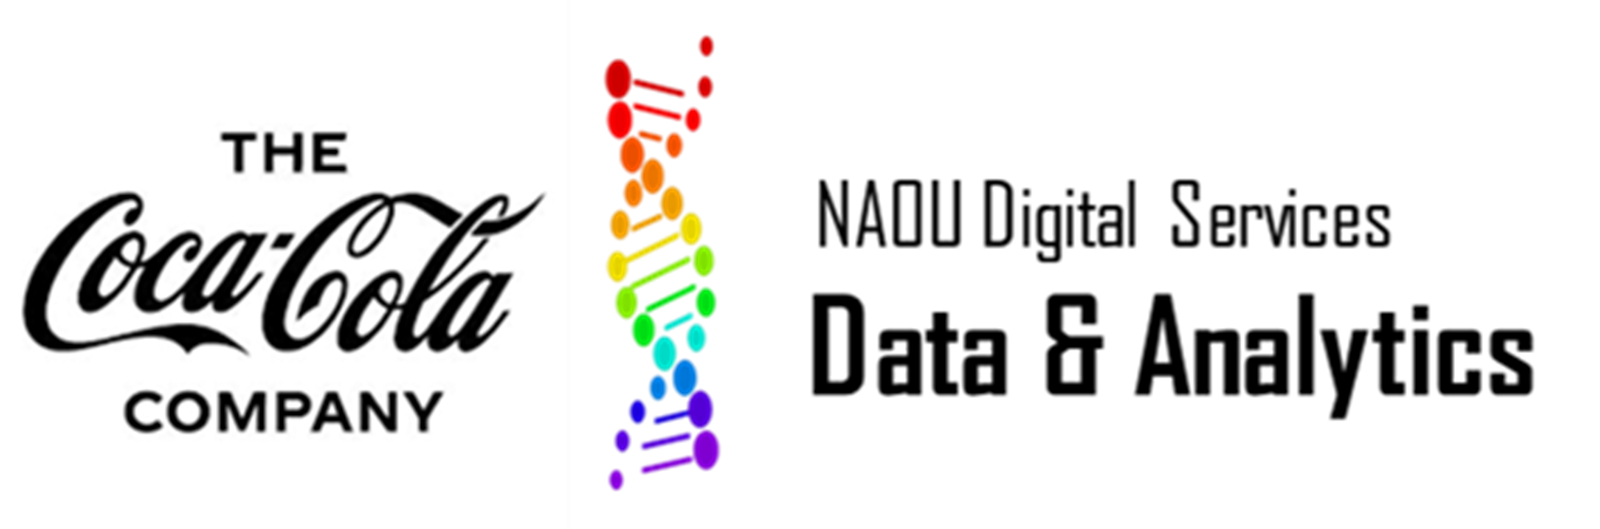 THE
Coca-Cola
COMPANY
NAOU Digital Services
Data & Analytics